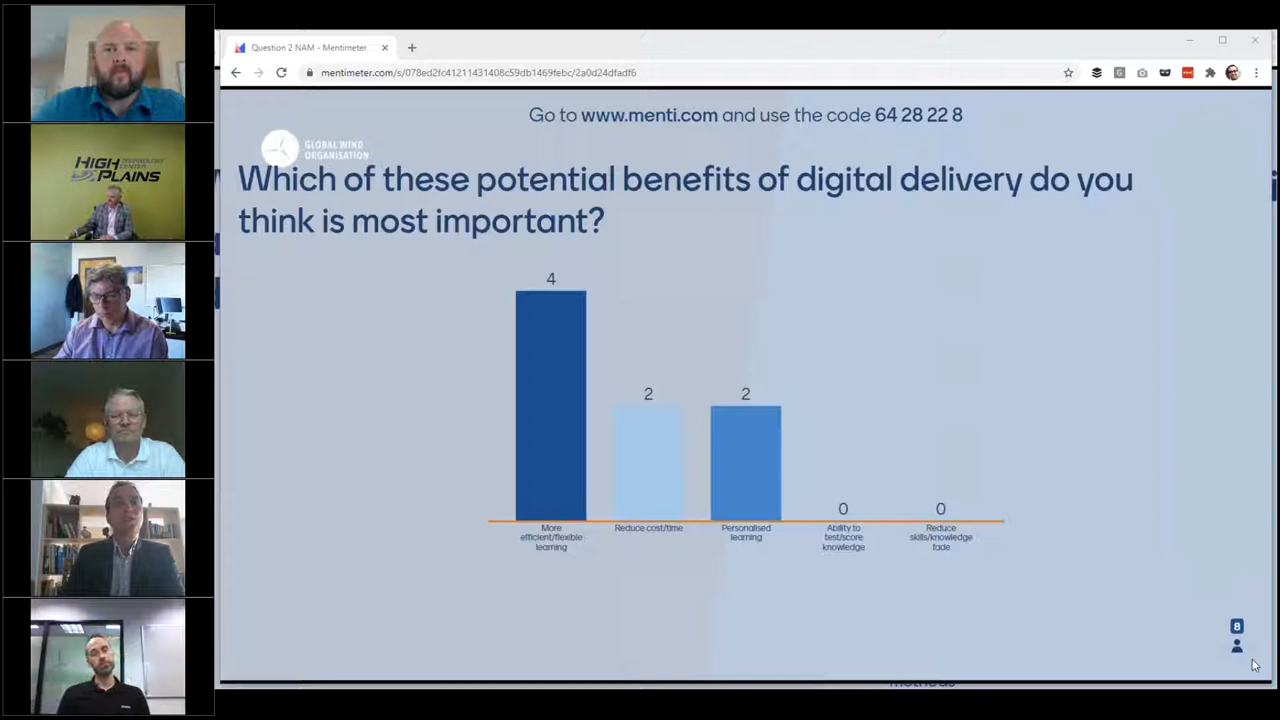 HIGH TECHNOLOGY
CENTER
PLAINS
Question 2 NAM - Mentimeter
mentimeter.com/s/078ed2fc41211431408c59db1469febc/2a0d24dfadf6
Go to www.menti.com and use the code 64 28 22 8
GLOBAL WIND
ORGANISATION
Which of these potential benefits of digital delivery do you
think is most important?
4
2
2
0
0
More
efficient/flexible
learning
Reduce cost/time
Personalised
learning
Ability to
test/score
knowledge
Reduce
skills/knowledge
fade
8
methods